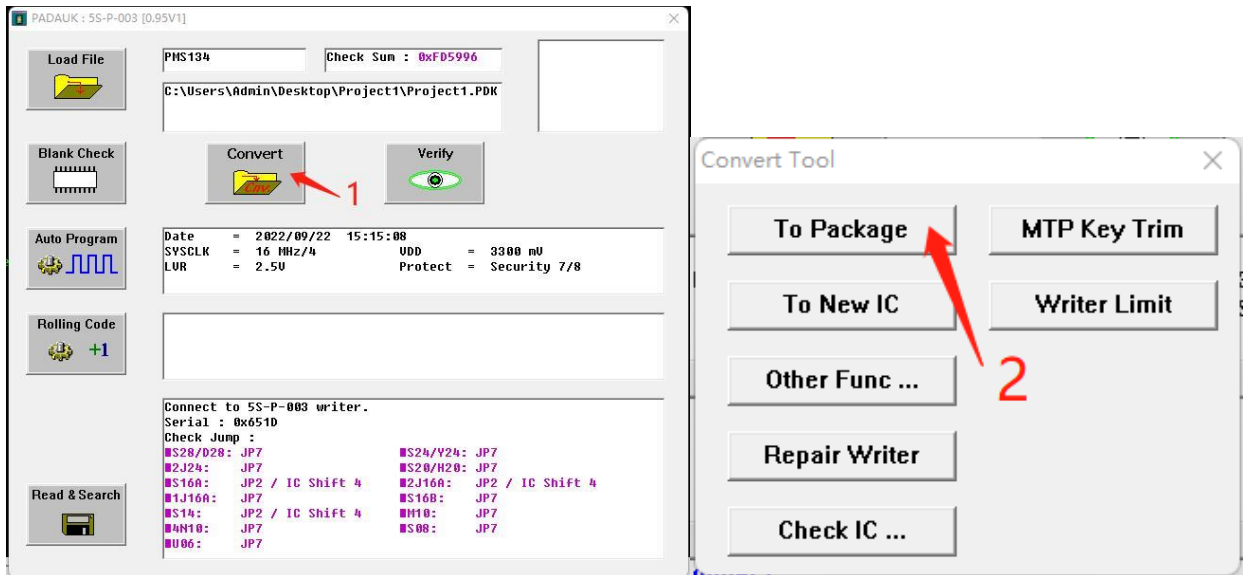 PADAUK : 5S-P-003 [0.95V1]
Load File
PMS134
Check Sum : 0xFD5996
C:\Users\Admin\Desktop\Project1\Project1.PDK
Blank Check
Convert
Cnv.
Verify
1
Auto Program
Date = 2022/09/22 15:15:08
SYSCLK = 16 MHz/4 VDD = 3300 mV
LVR = 2.5V Protect = Security 7/8
Rolling Code
+1
Connect to 5S-P-003 writer.
Serial : 0x651D
Check Jump :
■S28/D28: JP7 ■S24/Y24: JP7
■2J24: JP7 ■S20/H20: JP7
■S16A: JP2 / IC Shift 4 ■2J16A: JP2 / IC Shift 4
■1J16A: JP7 ■S16B: JP7
■S14: JP2 / IC Shift 4 ■M10: JP7
■4N10: JP7 ■S08: JP7
■U06: JP7
Read & Search
Convert Tool
To Package
MTP Key Trim
To New IC
Writer Limit
Other Func ...
2
Repair Writer
Check IC ...